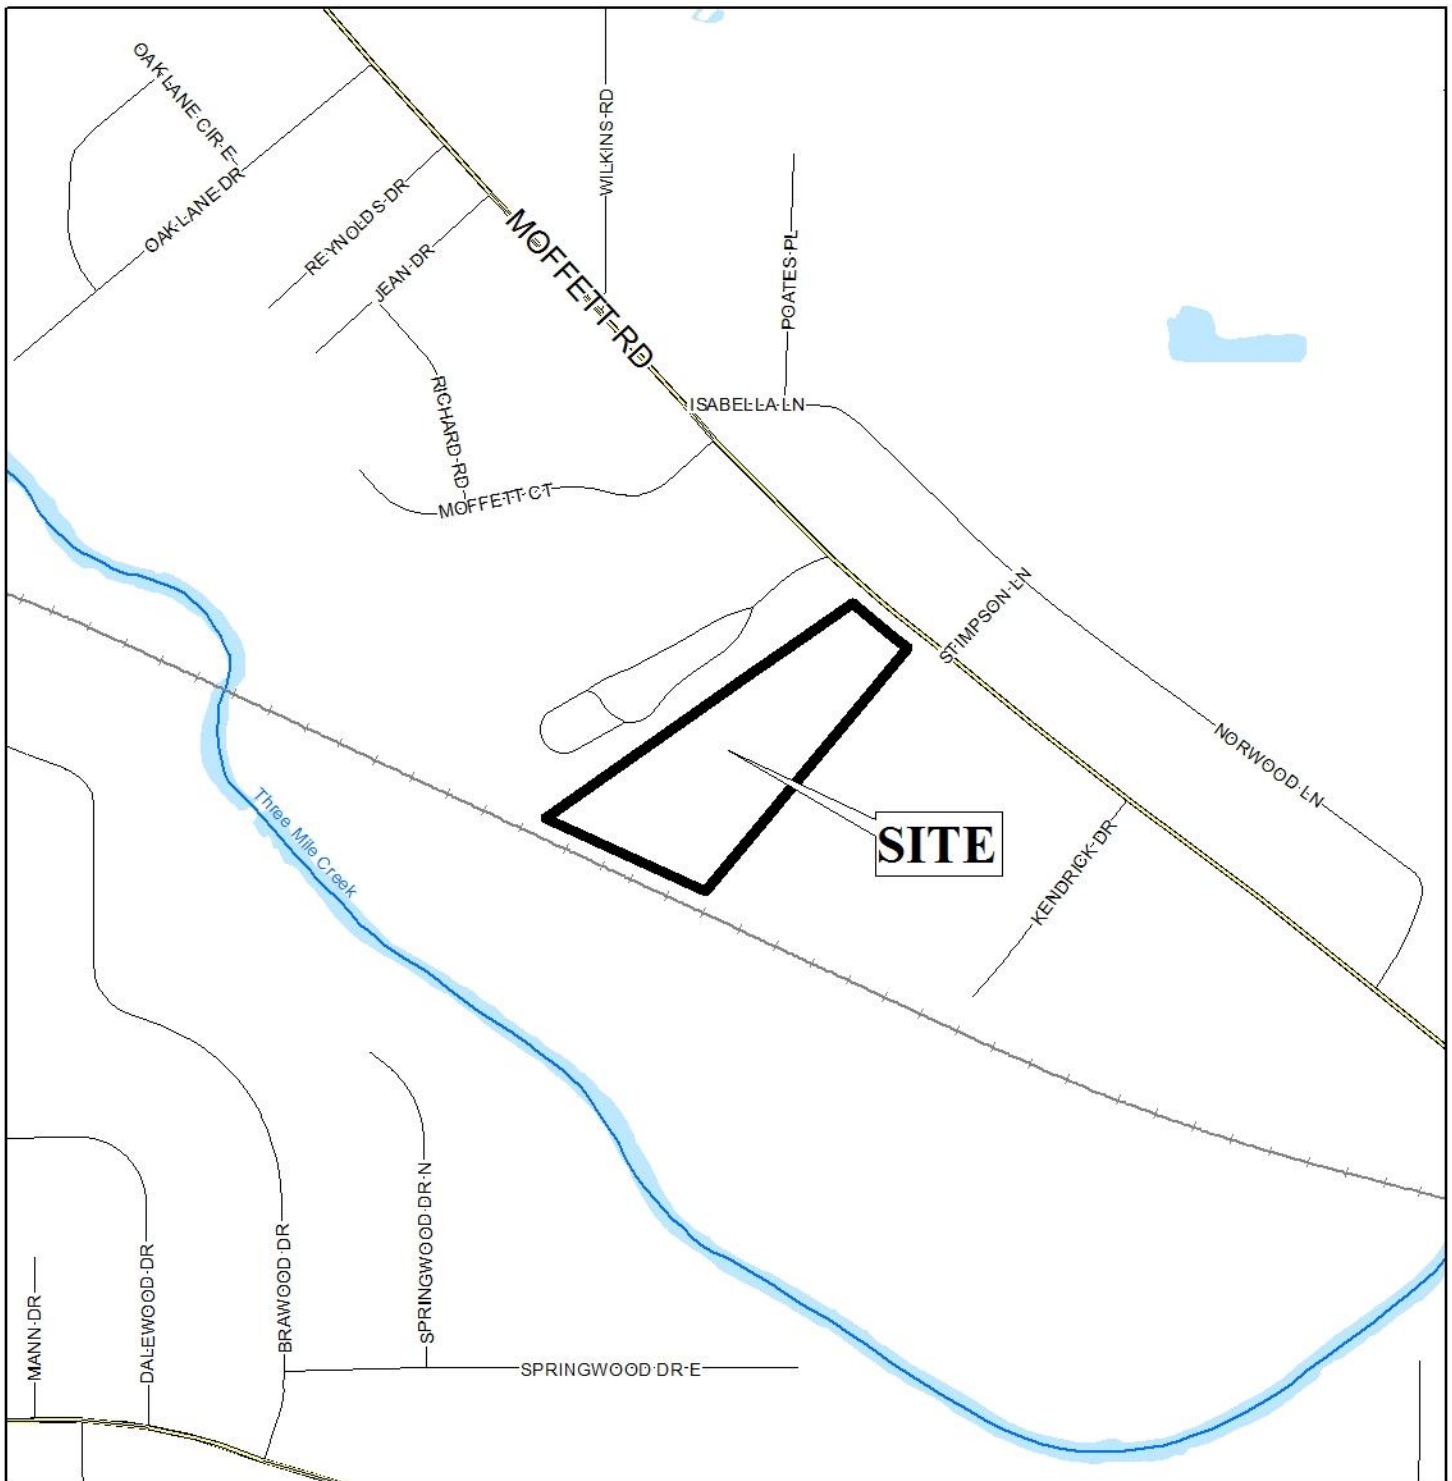 OAK LANE CIR E
WILKINS RD
OAK LANE DR
REYNOLDS DR
JEAN DR
MOFFETT RD
POATES PL
RICHARD RD
ISABELLA LN
MOFFETT CT
STIMPSON LN
NORWOOD LN
Three Mile Creek
SITE
KENDRICK DR
MANN DR
DALEWOOD DR
BRAWOOD DR
SPRINGWOOD DR N
SPRINGWOOD DR E